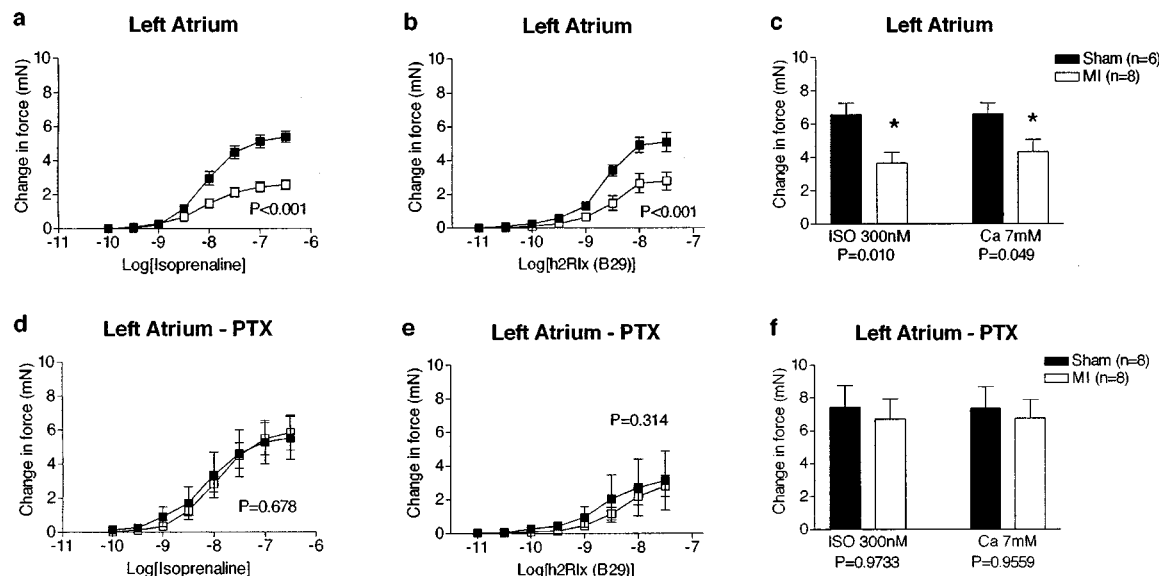 a
Left Atrium
Change in force (mN)
10
8
6
4
2
0
P<0.001
-11
-10
-9
-8
-7
-6
Log[Isoprenaline]
b
Left Atrium
Change in force (mN)
10
8
6
4
2
0
P<0.001
-11
-10
-9
-8
-7
Log[h2Rlx (B29)]
c
Left Atrium
Change in force (mN)
10
8
6
4
2
0
Sham (n=6)
MI (n=8)
*
*
ISO 300nM
P=0.010
Ca 7mM
P=0.049
d
Left Atrium - PTX
Change in force (mN)
10
8
6
4
2
0
P=0.678
-11
-10
-9
-8
-7
-6
Log[Isoprenaline]
e
Left Atrium - PTX
Change in force (mN)
10
8
6
4
2
0
P=0.314
-11
-10
-9
-8
-7
Log[h2Rlx (B29)]
f
Left Atrium - PTX
Change in force (mN)
10
8
6
4
2
0
Sham (n=8)
MI (n=8)
ISO 300nM
P=0.9733
Ca 7mM
P=0.9559